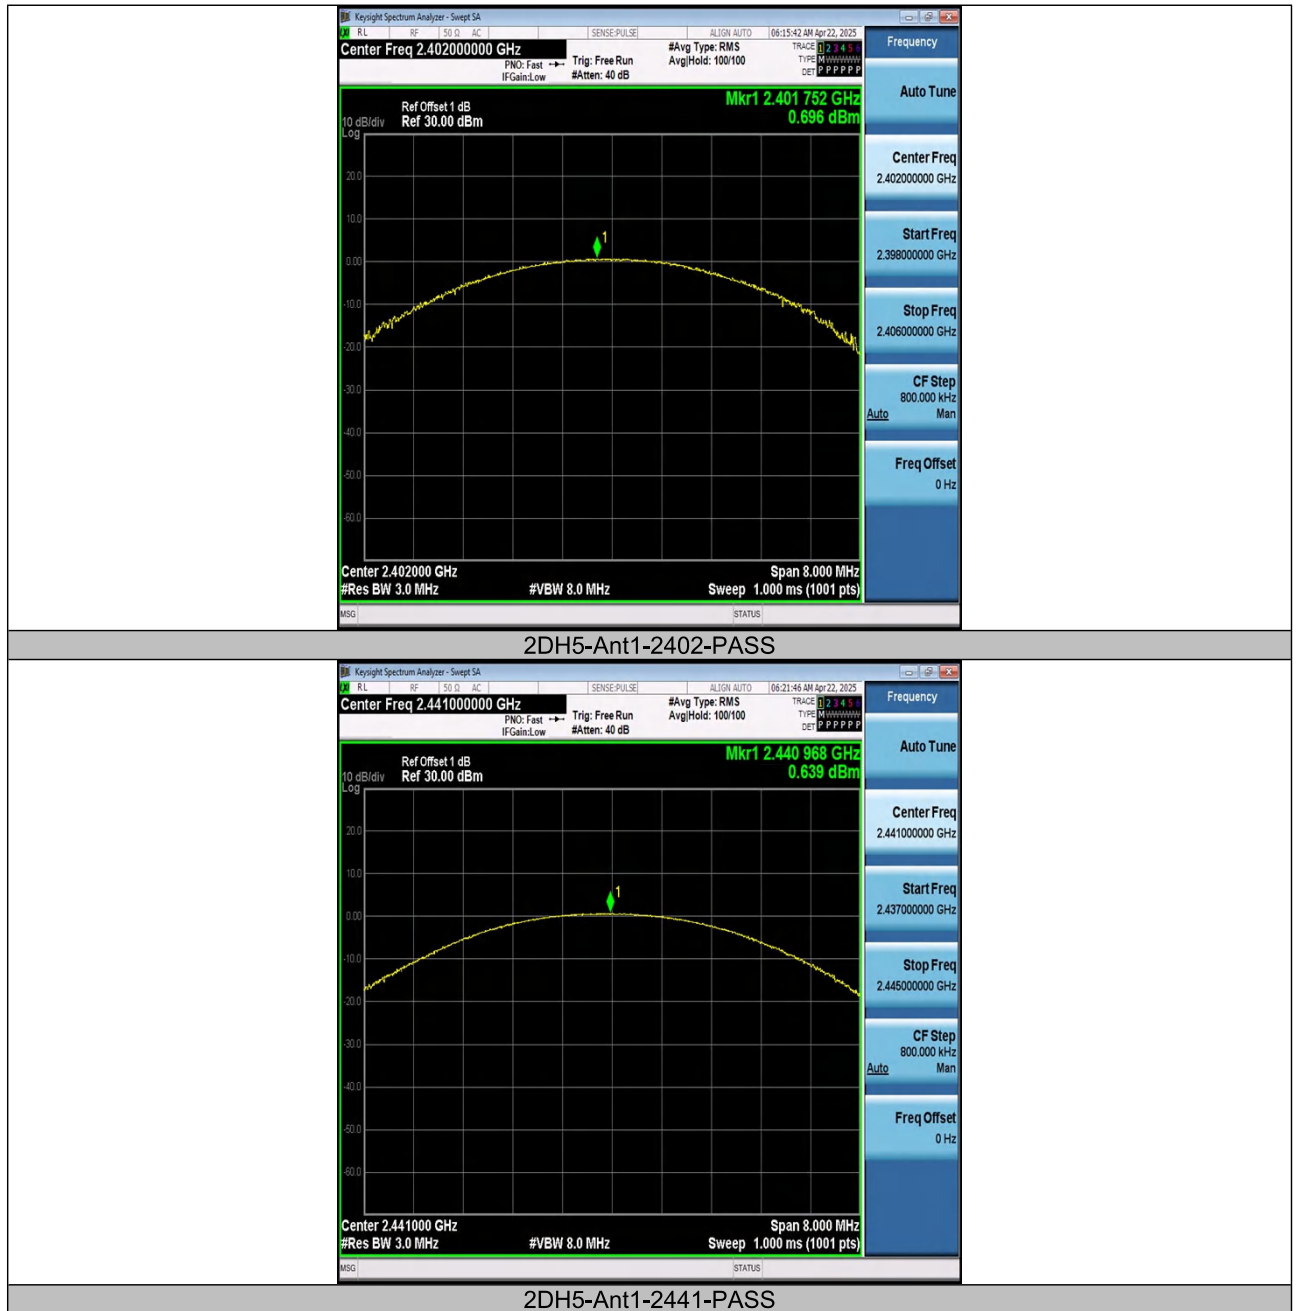 Keysight Spectrum Analyzer - Swept SA
RL RF 50 Ω AC SENSE:PULSE ALIGN AUTO 06:15:42 AM Apr 22, 2025
Center Freq 2.402000000 GHz #Avg Type: RMS TRACE 1 2 3 4 5 6
PNO: Fast Trig: Free Run Avg|Hold: 100/100 TYPE M W W W W W
IFGain:Low #Atten: 40 dB DET P P P P P P
Frequency
Auto Tune
Mkr1 2.401 752 GHz
0.696 dBm
Ref Offset 1 dB
10 dB/div Ref 30.00 dBm
Log
20.0
10.0
0.00
-10.0
-20.0
-30.0
-40.0
-50.0
-60.0
1
Center Freq
2.402000000 GHz
Start Freq
2.398000000 GHz
Stop Freq
2.406000000 GHz
CF Step
800.000 kHz
Auto Man
Freq Offset
0 Hz
Center 2.402000 GHz Span 8.000 MHz
#Res BW 3.0 MHz #VBW 8.0 MHz Sweep 1.000 ms (1001 pts)
MSG STATUS
2DH5-Ant1-2402-PASS
Keysight Spectrum Analyzer - Swept SA
RL RF 50 Ω AC SENSE:PULSE ALIGN AUTO 06:21:46 AM Apr 22, 2025
Center Freq 2.441000000 GHz #Avg Type: RMS TRACE 1 2 3 4 5 6
PNO: Fast Trig: Free Run Avg|Hold: 100/100 TYPE M W W W W W
IFGain:Low #Atten: 40 dB DET P P P P P P
Frequency
Auto Tune
Mkr1 2.440 968 GHz
0.639 dBm
Ref Offset 1 dB
10 dB/div Ref 30.00 dBm
Log
20.0
10.0
0.00
-10.0
-20.0
-30.0
-40.0
-50.0
-60.0
1
Center Freq
2.441000000 GHz
Start Freq
2.437000000 GHz
Stop Freq
2.445000000 GHz
CF Step
800.000 kHz
Auto Man
Freq Offset
0 Hz
Center 2.441000 GHz Span 8.000 MHz
#Res BW 3.0 MHz #VBW 8.0 MHz Sweep 1.000 ms (1001 pts)
MSG STATUS
2DH5-Ant1-2441-PASS